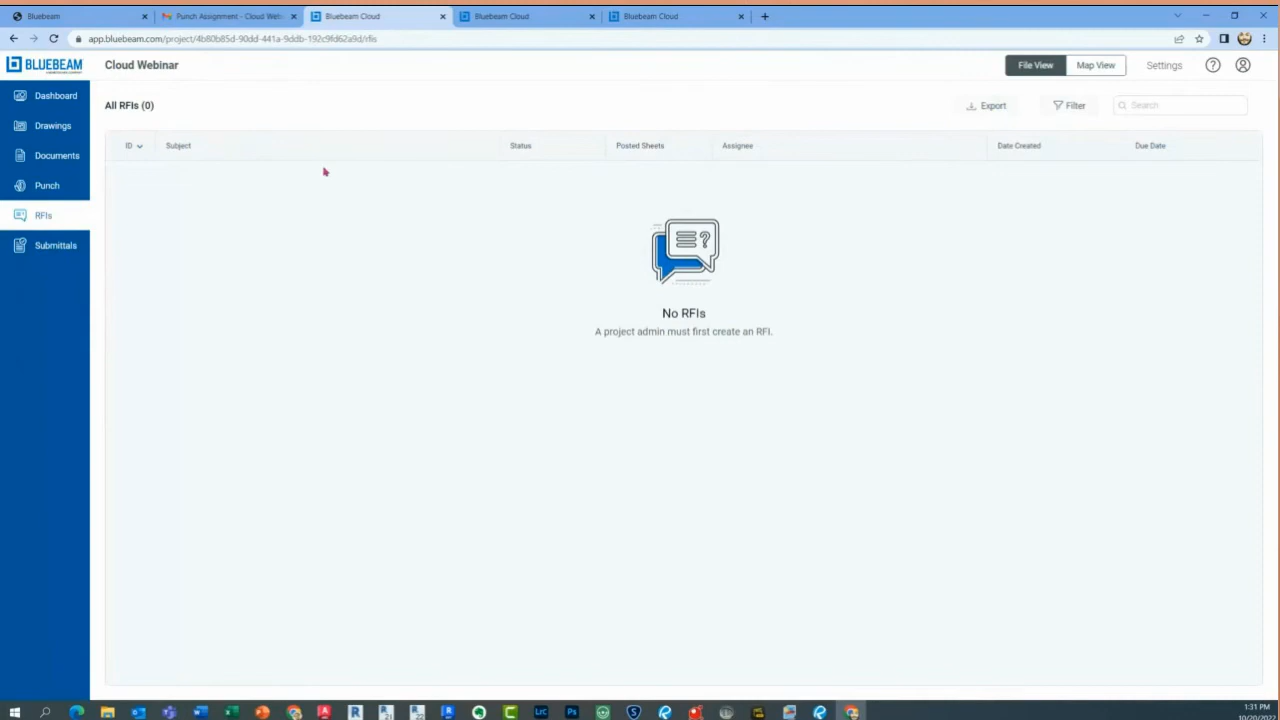 Bluebeam
Punch Assignment - Cloud Web
Bluebeam Cloud
Bluebeam Cloud
Bluebeam Cloud
app.bluebeam.com/project/4b80b85d-90dd-441a-9ddb-192c9fd62a9d/rfis
BLUEBEAM
Cloud Webinar
File View
Map View
Settings
Dashboard
Drawings
Documents
Punch
RFIs
Submittals
All RFIs (0)
Export
Filter
Search
ID
Subject
Status
Posted Sheets
Assignee
Date Created
Due Date
No RFIs
A project admin must first create an RFI.
1:31 PM